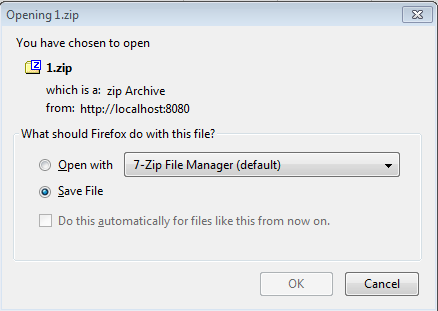 Opening 1.zip
You have chosen to open
1.zip
which is a: zip Archive
from: http://localhost:8080
What should Firefox do with this file?
Open with 7-Zip File Manager (default)
Save File
Do this automatically for files like this from now on.
OK Cancel